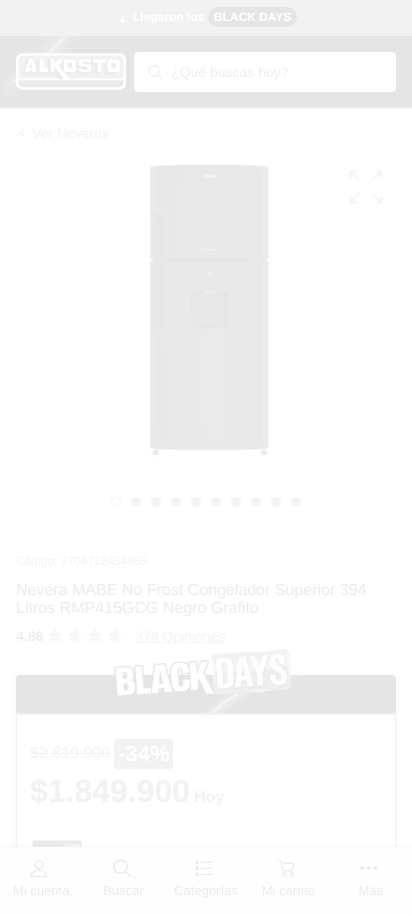 Llegaron los BLACK DAYS
ALKOSTO
¿Qué buscas hoy?
Ver Neveras
Código: 7704712454955
Nevera MABE No Frost Congelador Superior 394
Litros RMP415GCG Negro Grafito
4.86 378 Opiniones
BLACK DAYS
$2.819.900 -34%
$1.849.900 Hoy
Mi cuenta Buscar Categorías Mi carrito Más